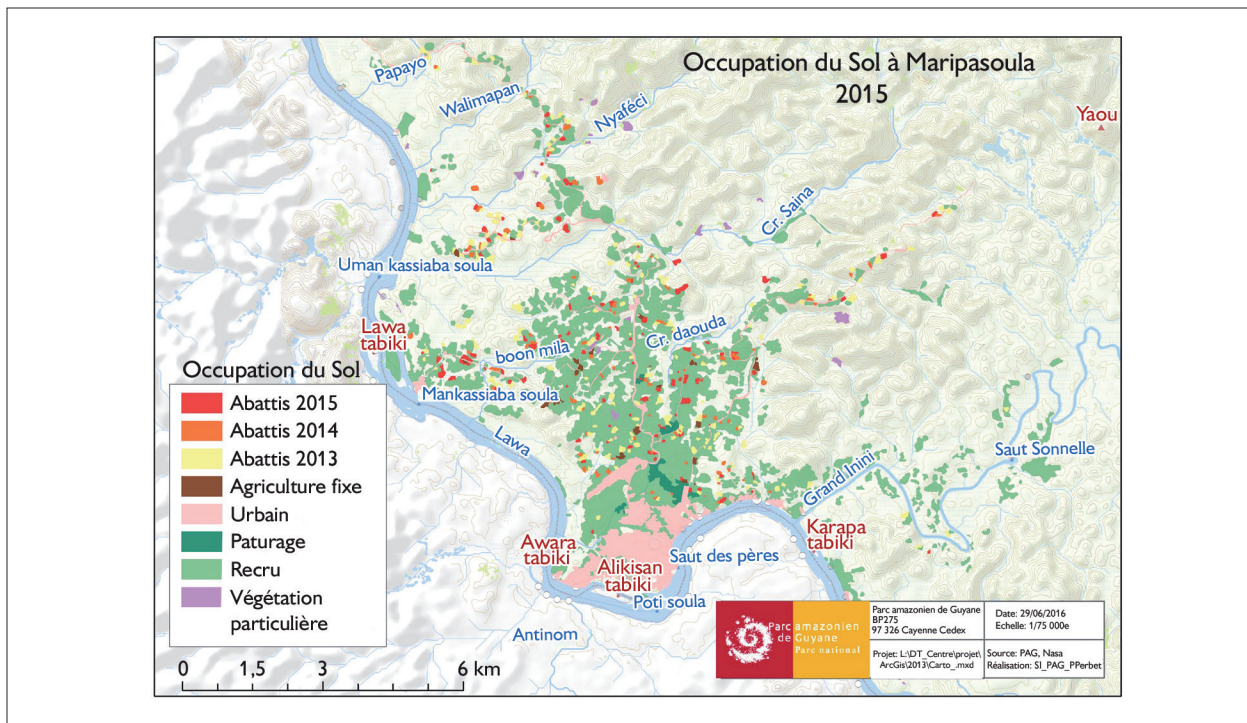 Occupation du Sol à Maripasoula
2015
Papayo
Walimapan
Nyaféci
Yaou
Cr. Saina
Uman kassiaba soula
Lawa
tabiki
boon mila
Cr. daouda
Mankassiaba soula
Lawa
Saut Sonnelle
Grand Inini
Karapa
tabiki
Awara
tabiki
Alikisan
tabiki
Saut des pères
Poti soula
Antinom
Occupation du Sol
Abattis 2015
Abattis 2014
Abattis 2013
Agriculture fixe
Urbain
Paturage
Recru
Végétation
particulière
0 1,5 3 6 km
Parc amazonien
de Guyane
Parc national
Parc amazonien de Guyane
BP275
97 326 Cayenne Cedex
Date: 29/06/2016
Echelle: 1/75 000e
Projet: L:\DT_Centre\projet\
ArcGis\2013\Carto_.mxd
Source: PAG, Nasa
Réalisation: SI_PAG_PPerbet